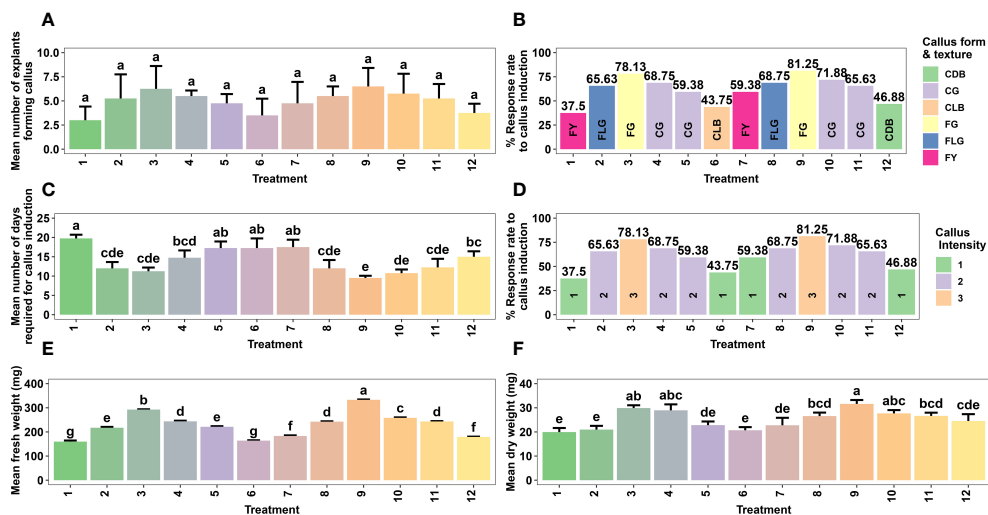 A
Mean number of explants
forming callus
10.0
7.5
5.0
2.5
0.0
a a a a a a a a a a a a
1 2 3 4 5 6 7 8 9 10 11 12
Treatment
B
% Response rate
to callus induction
100
75
50
25
0
37.5 65.63 78.13 68.75 59.38 43.75 59.38 68.75 81.25 71.88 65.63 46.88
FY FLG FG CG CG CLB FY FLG FG CG CG CDB
1 2 3 4 5 6 7 8 9 10 11 12
Treatment
Callus form
& texture
CDB
CG
CLB
FG
FLG
FY
C
Mean number of days
required for callus induction
25
20
15
10
5
0
a cde cde bcd ab ab ab cde e de cde bc
1 2 3 4 5 6 7 8 9 10 11 12
Treatment
D
% Response rate to
callus induction
100
75
50
25
0
37.5 65.63 78.13 68.75 59.38 43.75 59.38 68.75 81.25 71.88 65.63 46.88
1 2 3 2 2 1 1 2 3 2 2 1
1 2 3 4 5 6 7 8 9 10 11 12
Treatment
Callus
Intensity
1
2
3
E
Mean fresh weight (mg)
400
300
200
100
0
g e b d e g f d a c d f
1 2 3 4 5 6 7 8 9 10 11 12
Treatment
F
Mean dry weight (mg)
40
30
20
10
0
e e ab abc de e de bcd a abc bcd cde
1 2 3 4 5 6 7 8 9 10 11 12
Treatment